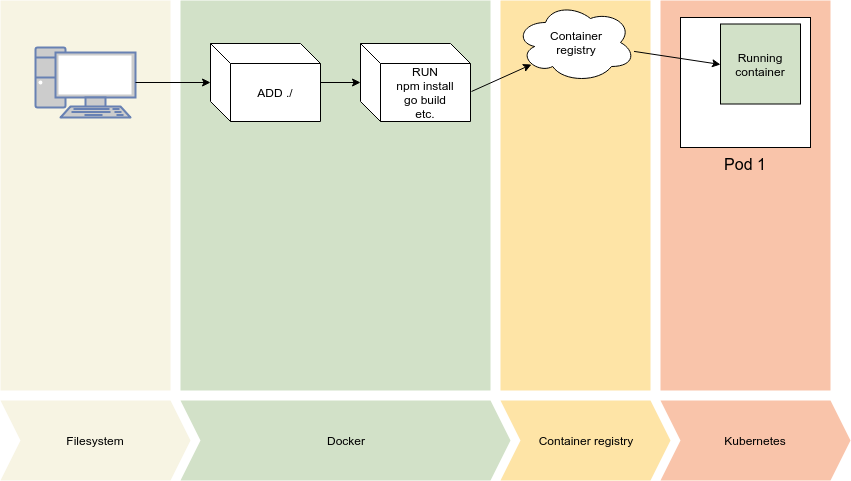 ADD ./
RUN
npm install
go build
etc.
Container
registry
Running
container
Pod 1
Filesystem
Docker
Container registry
Kubernetes